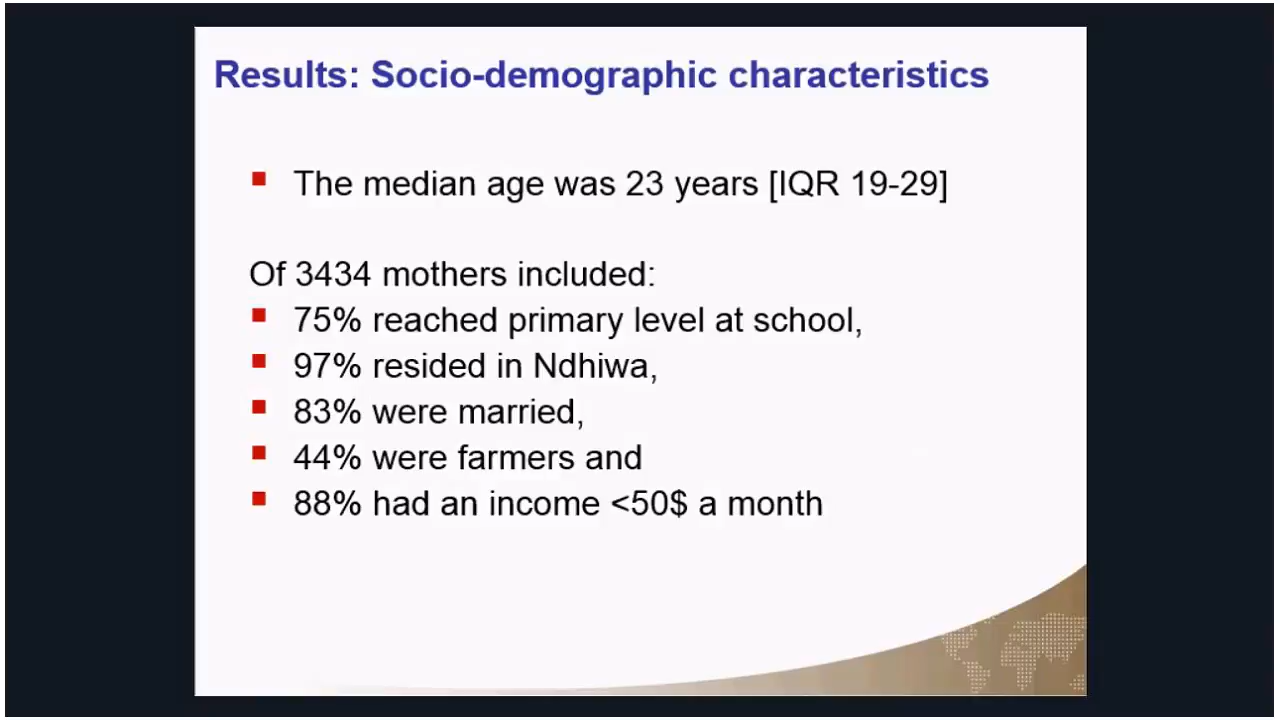 Results: Socio-demographic characteristics
The median age was 23 years [IQR 19-29]
Of 3434 mothers included:
75% reached primary level at school,
97% resided in Ndhiwa,
83% were married,
44% were farmers and
88% had an income <50$ a month